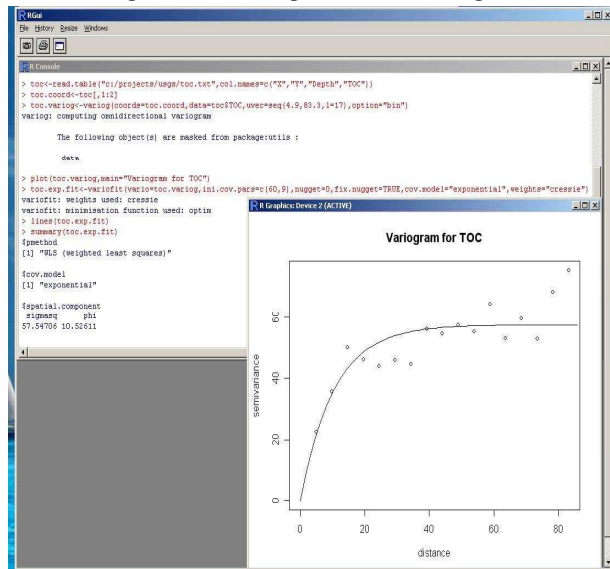 RGui
File History Resize Windows
R Console
> toc<-read.table("c:/projects/usgs/toc.txt",col.names=c("X","Y","Depth","TOC"))
> toc.coord<-toc[,1:2]
> toc.variog<-variog(coords=toc.coord,data=toc$TOC,uvec=seq(4.9,83.3,l=17),option="bin")
variog: computing omnidirectional variogram
The following object(s) are masked from package:utils :
data
> plot(toc.variog,main="Variogram for TOC")
> toc.exp.fit<-variofit(vario=toc.variog,ini.cov.pars=c(60,9),nugget=0,fix.nugget=TRUE,cov.model="exponential",weights="cressie")
variofit: weights used: cressie
variofit: minimisation function used: optim
> lines(toc.exp.fit)
> summary(toc.exp.fit)
$pmethod
[1] "WLS (weighted least squares)"
$cov.model
[1] "exponential"
$spatial.component
sigmasq phi
57.54706 10.52611
R Graphics: Device 2 (ACTIVE)
Variogram for TOC
semivariance
60
40
20
0
0 20 40 60 80
distance